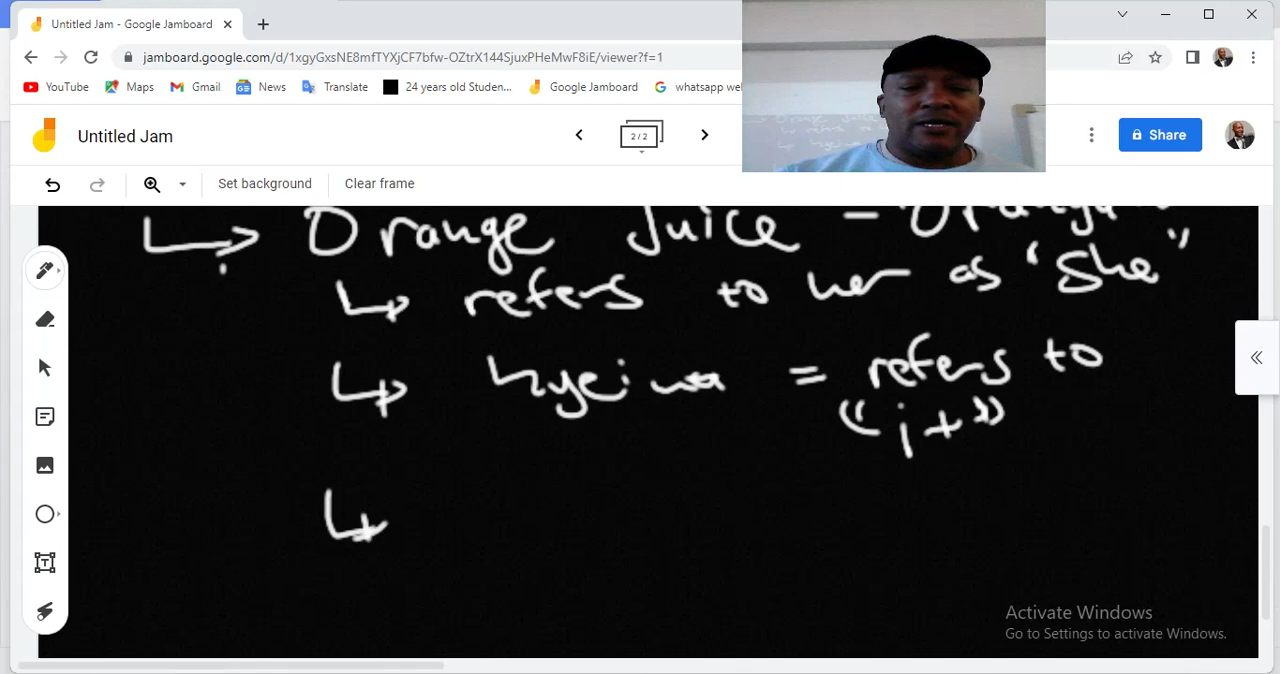 Untitled Jam - Google Jamboard
jamboard.google.com/d/1xgyGxsNE8mfTYXjCF7bfw-OZtrX144SjuxPHeMwF8iE/viewer?f=1
YouTube Maps Gmail News Translate 24 years old Studen... Google Jamboard whatsapp wel
Untitled Jam
2/2
Share
Set background Clear frame
Orange Juice -
refers to her as "She"
= refers to
"it"
Activate Windows
Go to Settings to activate Windows.